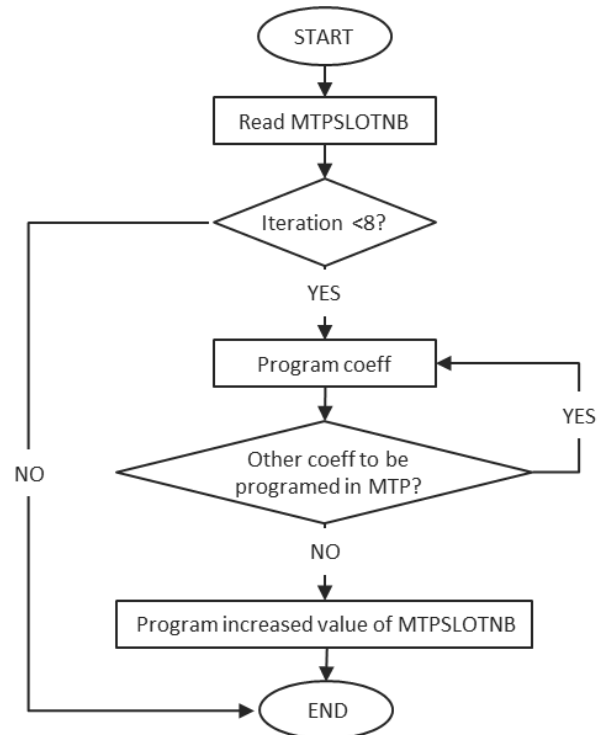 START
Read MTPSLOTNB
Iteration <8?
YES
Program coeff
YES
Other coeff to be
programed in MTP?
NO
NO
Program increased value of MTPSLOTNB
END